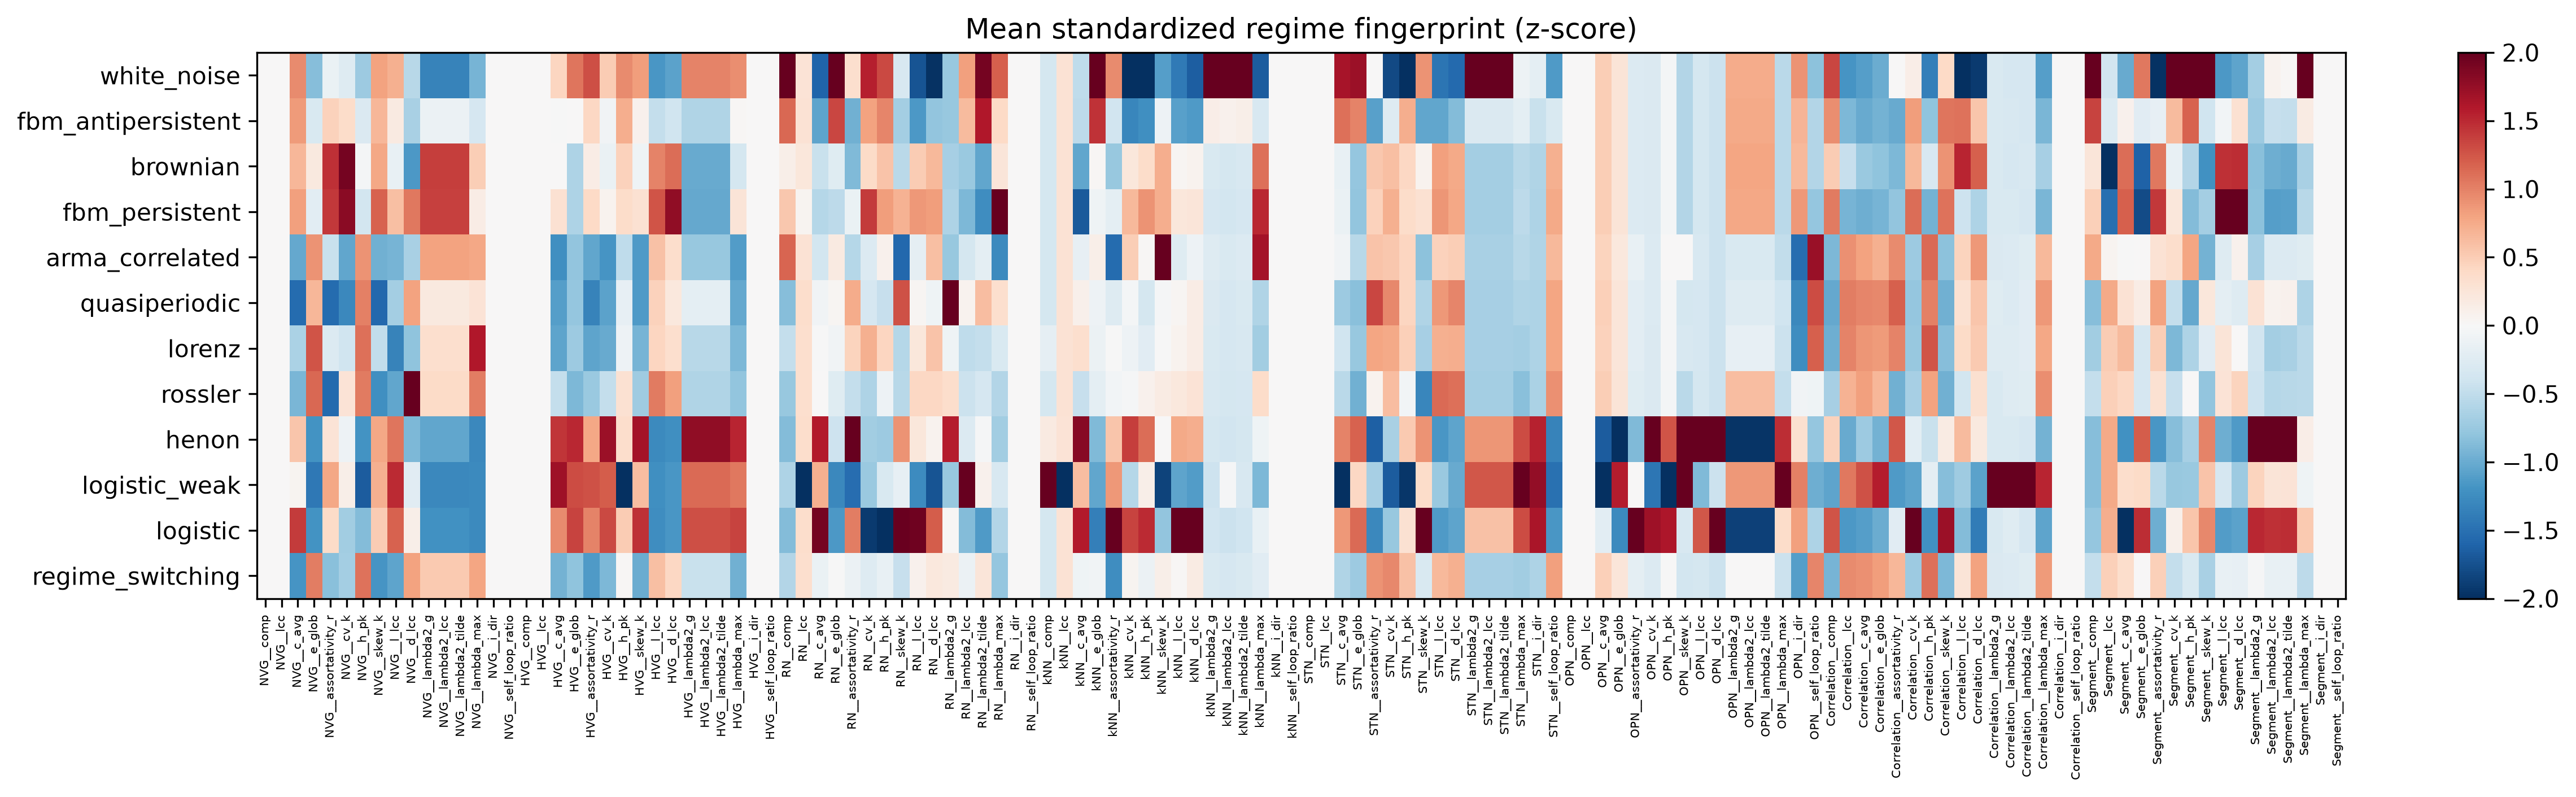 Mean standardized regime fingerprint (z-score)
white_noise
fbm_antipersistent
brownian
fbm_persistent
arma_correlated
quasiperiodic
lorenz
rossler
henon
logistic_weak
logistic
regime_switching
NVG__comp
NVG__lcc
NVG__c_avg
NVG__e_glob
NVG__assortativity_r
NVG__cv_k
NVG__h_pk
NVG__skew_k
NVG__l_lcc
NVG__d_lcc
NVG__lambda2_g
NVG__lambda2_lcc
NVG__lambda2_tilde
NVG__lambda_max
NVG__i_dir
NVG__self_loop_ratio
HVG__comp
HVG__lcc
HVG__c_avg
HVG__e_glob
HVG__assortativity_r
HVG__cv_k
HVG__h_pk
HVG__skew_k
HVG__l_lcc
HVG__d_lcc
HVG__lambda2_g
HVG__lambda2_lcc
HVG__lambda2_tilde
HVG__lambda_max
HVG__i_dir
HVG__self_loop_ratio
RN__comp
RN__lcc
RN__c_avg
RN__e_glob
RN__assortativity_r
RN__cv_k
RN__h_pk
RN__skew_k
RN__l_lcc
RN__d_lcc
RN__lambda2_g
RN__lambda2_lcc
RN__lambda2_tilde
RN__lambda_max
RN__i_dir
RN__self_loop_ratio
kNN__comp
kNN__lcc
kNN__c_avg
kNN__e_glob
kNN__assortativity_r
kNN__cv_k
kNN__h_pk
kNN__skew_k
kNN__l_lcc
kNN__d_lcc
kNN__lambda2_g
kNN__lambda2_lcc
kNN__lambda2_tilde
kNN__lambda_max
kNN__i_dir
kNN__self_loop_ratio
STN__comp
STN__lcc
STN__c_avg
STN__e_glob
STN__assortativity_r
STN__cv_k
STN__h_pk
STN__skew_k
STN__l_lcc
STN__d_lcc
STN__lambda2_g
STN__lambda2_lcc
STN__lambda2_tilde
STN__lambda_max
STN__i_dir
STN__self_loop_ratio
OPN__comp
OPN__lcc
OPN__c_avg
OPN__e_glob
OPN__assortativity_r
OPN__cv_k
OPN__h_pk
OPN__skew_k
OPN__l_lcc
OPN__d_lcc
OPN__lambda2_g
OPN__lambda2_lcc
OPN__lambda2_tilde
OPN__lambda_max
OPN__i_dir
OPN__self_loop_ratio
Correlation__comp
Correlation__lcc
Correlation__c_avg
Correlation__e_glob
Correlation__assortativity_r
Correlation__cv_k
Correlation__h_pk
Correlation__skew_k
Correlation__l_lcc
Correlation__d_lcc
Correlation__lambda2_g
Correlation__lambda2_lcc
Correlation__lambda2_tilde
Correlation__lambda_max
Correlation__i_dir
Correlation__self_loop_ratio
Segment__comp
Segment__lcc
Segment__c_avg
Segment__e_glob
Segment__assortativity_r
Segment__cv_k
Segment__h_pk
Segment__skew_k
Segment__l_lcc
Segment__d_lcc
Segment__lambda2_g
Segment__lambda2_lcc
Segment__lambda2_tilde
Segment__lambda_max
Segment__i_dir
Segment__self_loop_ratio
2.0
1.5
1.0
0.5
0.0
−0.5
−1.0
−1.5
−2.0